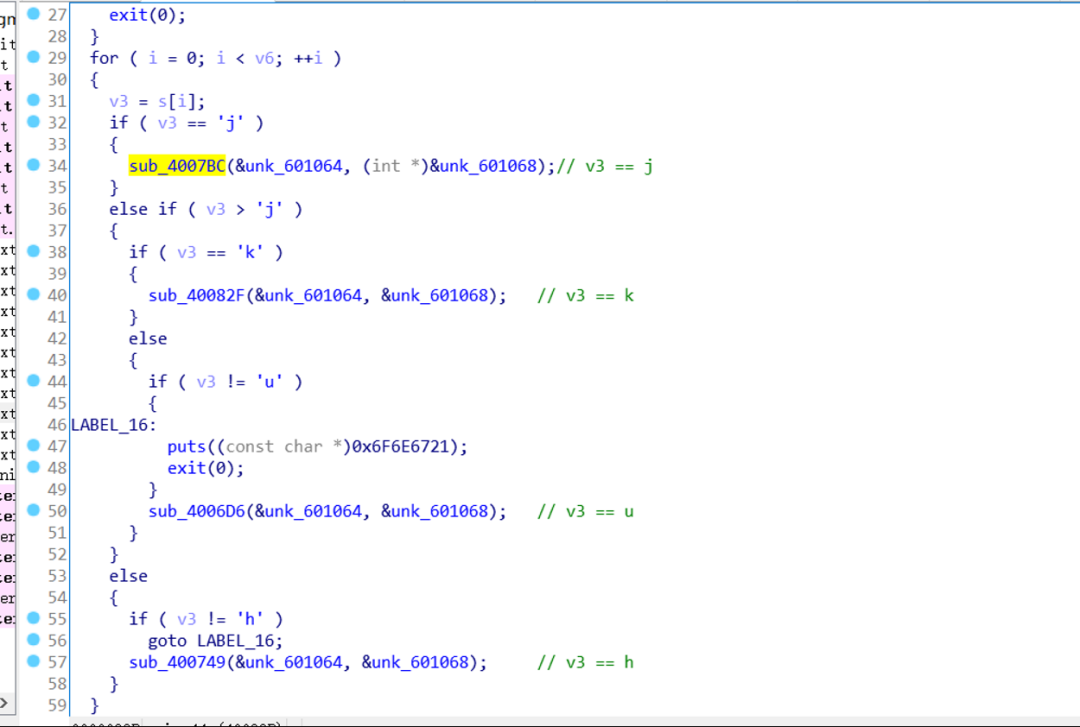 27 exit(0);
28 }
29 for ( i = 0; i < v6; ++i )
30 {
31 v3 = s[i];
32 if ( v3 == 'j' )
33 {
34 sub_4007BC(&unk_601064, (int *)&unk_601068);// v3 == j
35 }
36 else if ( v3 > 'j' )
37 {
38 if ( v3 == 'k' )
39 {
40 sub_40082F(&unk_601064, &unk_601068); // v3 == k
41 }
42 else
43 {
44 if ( v3 != 'u' )
45 {
46 LABEL_16:
47 puts((const char *)0x6F6E6721);
48 exit(0);
49 }
50 sub_4006D6(&unk_601064, &unk_601068); // v3 == u
51 }
52 }
53 else
54 {
55 if ( v3 != 'h' )
56 goto LABEL_16;
57 sub_400749(&unk_601064, &unk_601068); // v3 == h
58 }
59 }